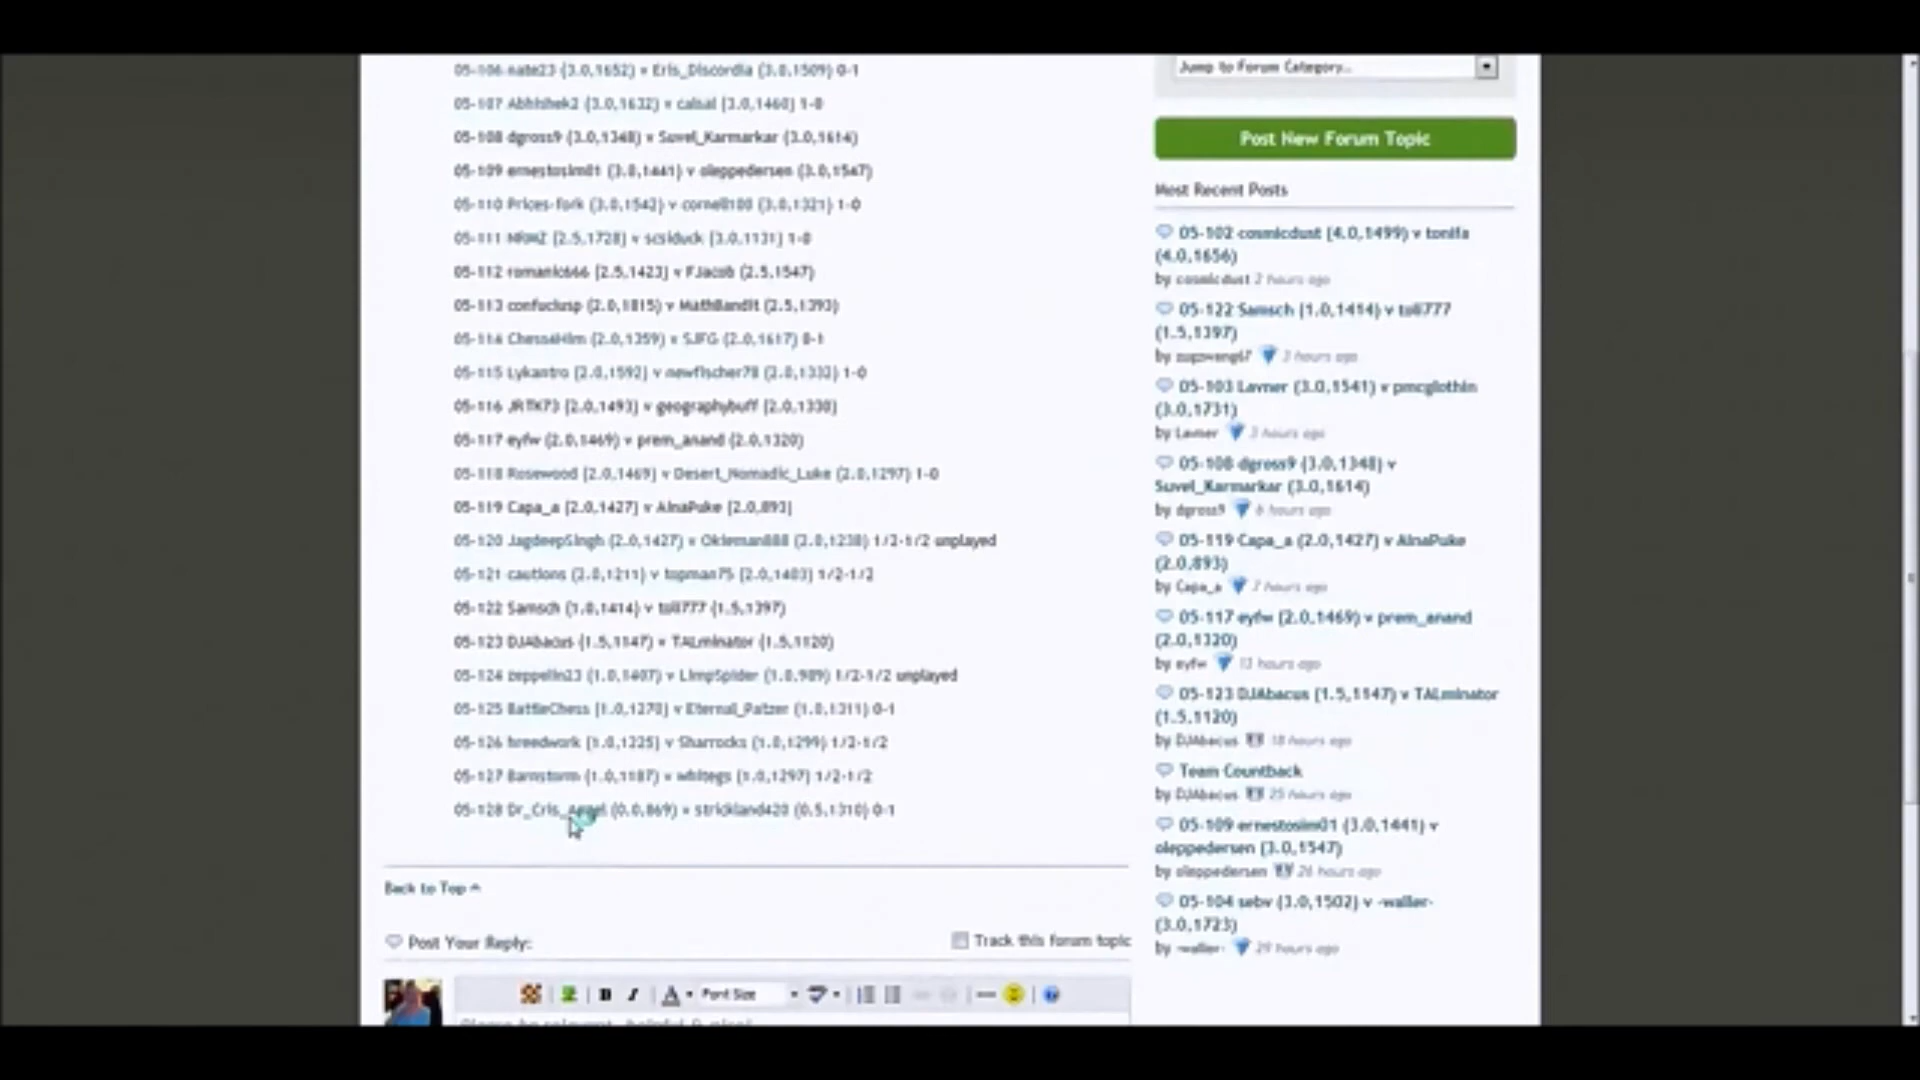 05-106 nate23 (3.0,1652) v Eris_Discordia (3.0,1509) 0-1
05-107 Abhishek2 (3.0,1632) v calsal (3.0,1460) 1-0
05-108 dgross9 (3.0,1348) v Suvel_Karmarkar (3.0,1614)
05-109 ernestosim01 (3.0,1441) v oleppedersen (3.0,1547)
05-110 Prices-fork (3.0,1542) v cornell100 (3.0,1321) 1-0
05-111 (2.5,1728) v scsiduck (3.0,1131) 1-0
05-112 romanic666 (2.5,1423) v FJacob (2.5,1547)
05-113 confuciusp (2.0,1815) v MathBandit (2.5,1393)
05-114 Chess4Him (2.0,1359) v SJFG (2.0,1617) 0-1
05-115 Lykantro (2.0,1592) v newfischer78 (2.0,1332) 1-0
05-116 JRTK73 (2.0,1493) v geographybuff (2.0,1330)
05-117 eyfw (2.0,1469) v prem_anand (2.0,1320)
05-118 Rosewood (2.0,1469) v Desert_Nomadic_Luke (2.0,1297) 1-0
05-119 Capa_a (2.0,1427) v AlnaPuke (2.0,893)
05-120 JagdeepSingh (2.0,1427) v Okieman888 (2.0,1238) 1/2-1/2 unplayed
05-121 cautions (2.0,1211) v topman75 (2.0,1403) 1/2-1/2
05-122 Samsch (1.0,1414) v toli777 (1.5,1397)
05-123 DJAbacus (1.5,1147) v TALminator (1.5,1120)
05-124 zeppelin23 (1.0,1407) v LimpSpider (1.0,989) 1/2-1/2 unplayed
05-125 BattleChess (1.0,1270) v Eternal_Patzer (1.0,1311) 0-1
05-126 hreedwork (1.0,1225) v Sharrocks (1.0,1299) 1/2-1/2
05-127 Barnstorm (1.0,1187) v whitegs (1.0,1297) 1/2-1/2
05-128 (0.0,869) v strickland420 (0.5,1310) 0-1
Back to Top
Post Your Reply:
Track this forum topic
Font Size
Jump to Forum Category...
Post New Forum Topic
Most Recent Posts
05-102 cosmicdust (4.0,1499) v tonifa
(4.0,1656)
by cosmicdust 2 hours ago
05-122 Samsch (1.0,1414) v toli777
(1.5,1397)
by zugzwang67 3 hours ago
05-103 Lavner (3.0,1541) v pmcglothin
(3.0,1731)
by Lavner 3 hours ago
05-108 dgross9 (3.0,1348) v
Suvel_Karmarkar (3.0,1614)
by dgross9 6 hours ago
05-119 Capa_a (2.0,1427) v AlnaPuke
(2.0,893)
by Capa_a 7 hours ago
05-117 eyfw (2.0,1469) v prem_anand
(2.0,1320)
by eyfw 13 hours ago
05-123 DJAbacus (1.5,1147) v TALminator
(1.5,1120)
by DJAbacus 18 hours ago
Team Countback
by DJAbacus 25 hours ago
05-109 ernestosim01 (3.0,1441) v
oleppedersen (3.0,1547)
by oleppedersen 26 hours ago
05-104 sebv (3.0,1502) v -waller-
(3.0,1723)
by -waller- 29 hours ago